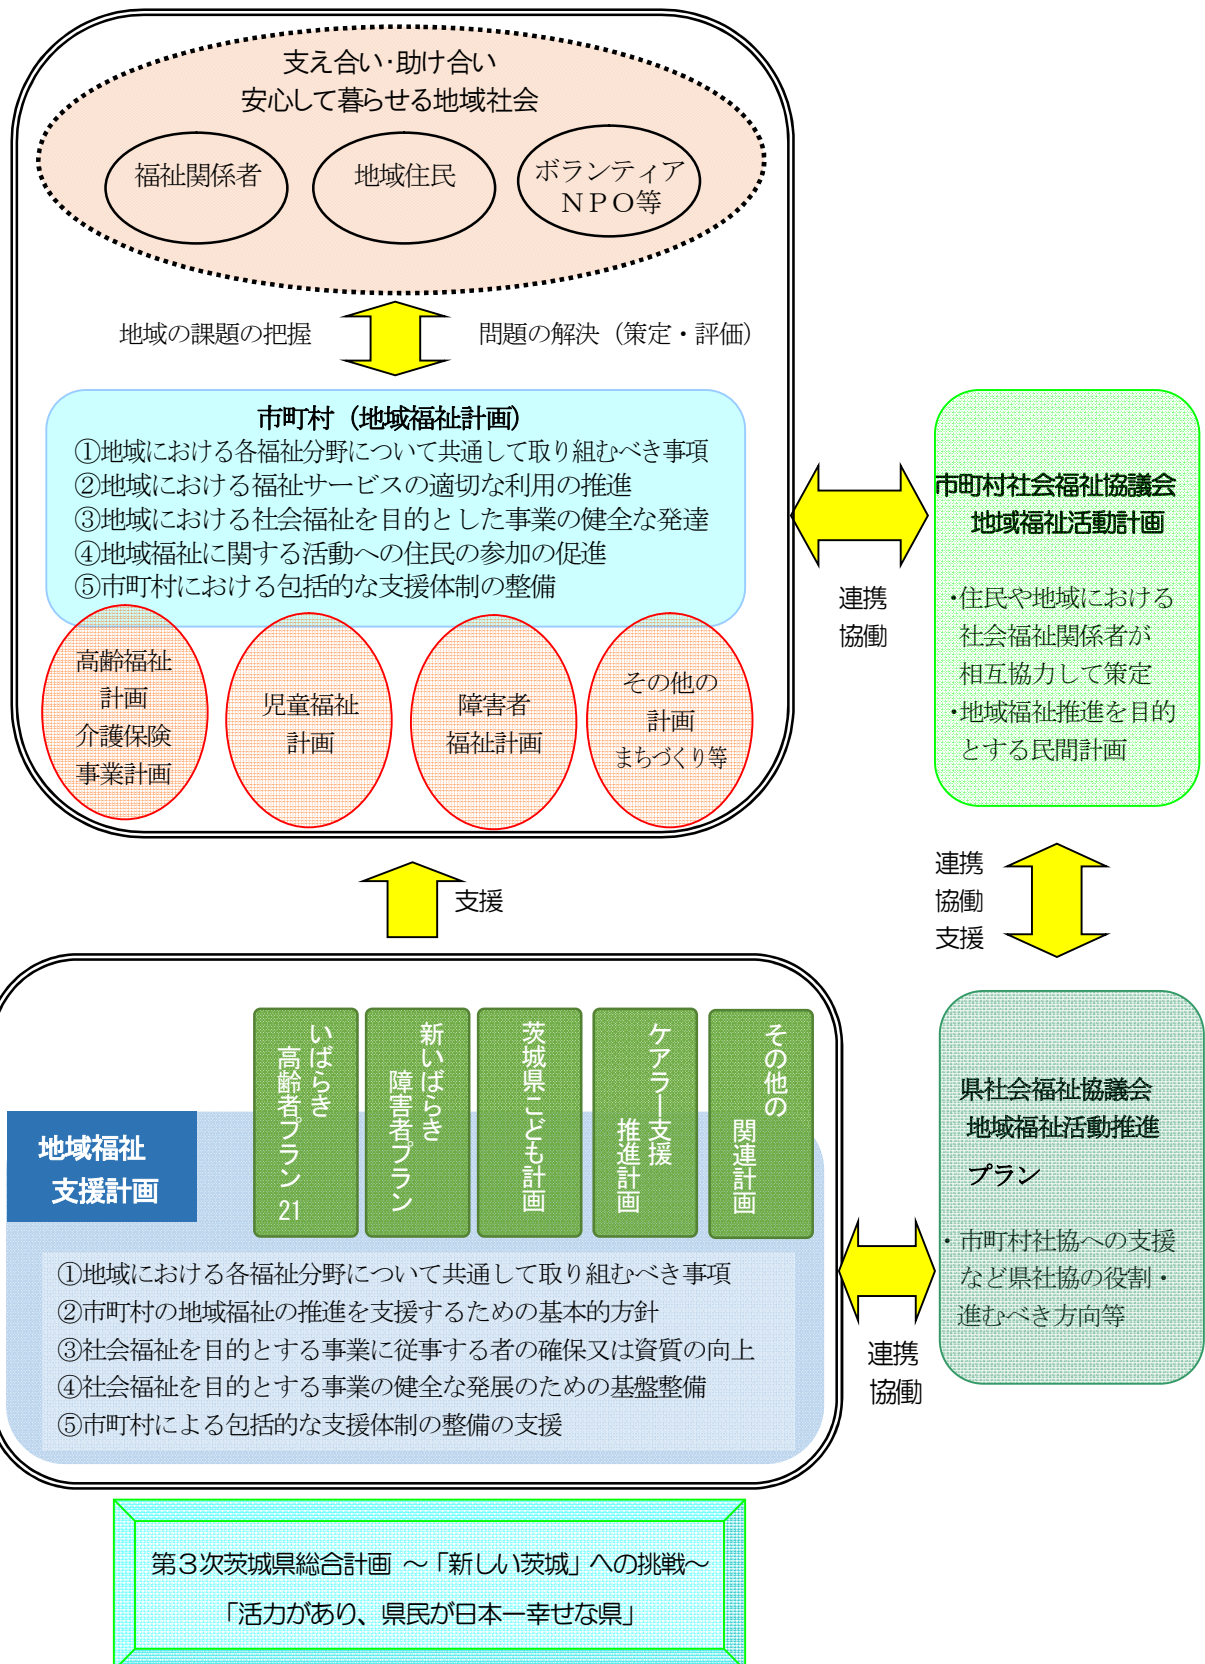 支え合い・助け合い
安心して暮らせる地域社会
福祉関係者
地域住民
ボランティア
ＮＰＯ等
地域の課題の把握
問題の解決（策定・評価）
市町村（地域福祉計画）
①地域における各福祉分野について共通して取り組むべき事項
②地域における福祉サービスの適切な利用の推進
③地域における社会福祉を目的とした事業の健全な発達
④地域福祉に関する活動への住民の参加の促進
⑤市町村における包括的な支援体制の整備
高齢福祉
計画
介護保険
事業計画
児童福祉
計画
障害者
福祉計画
その他の
計画
まちづくり等
連携
協働
市町村社会福祉協議会
地域福祉活動計画
・住民や地域における
社会福祉関係者が
相互協力して策定
・地域福祉推進を目的
とする民間計画
支援
連携
協働
支援
いばらき
高齢者プラン21
新いばらき
障害者プラン
茨城県こども計画
ケアラー支援
推進計画
その他の
関連計画
地域福祉
支援計画
①地域における各福祉分野について共通して取り組むべき事項
②市町村の地域福祉の推進を支援するための基本的方針
③社会福祉を目的とする事業に従事する者の確保又は資質の向上
④社会福祉を目的とする事業の健全な発展のための基盤整備
⑤市町村による包括的な支援体制の整備の支援
連携
協働
県社会福祉協議会
地域福祉活動推進
プラン
・市町村社協への支援
など県社協の役割・
進むべき方向等
第３次茨城県総合計画 ～「新しい茨城」への挑戦～
「活力があり、県民が日本一幸せな県」